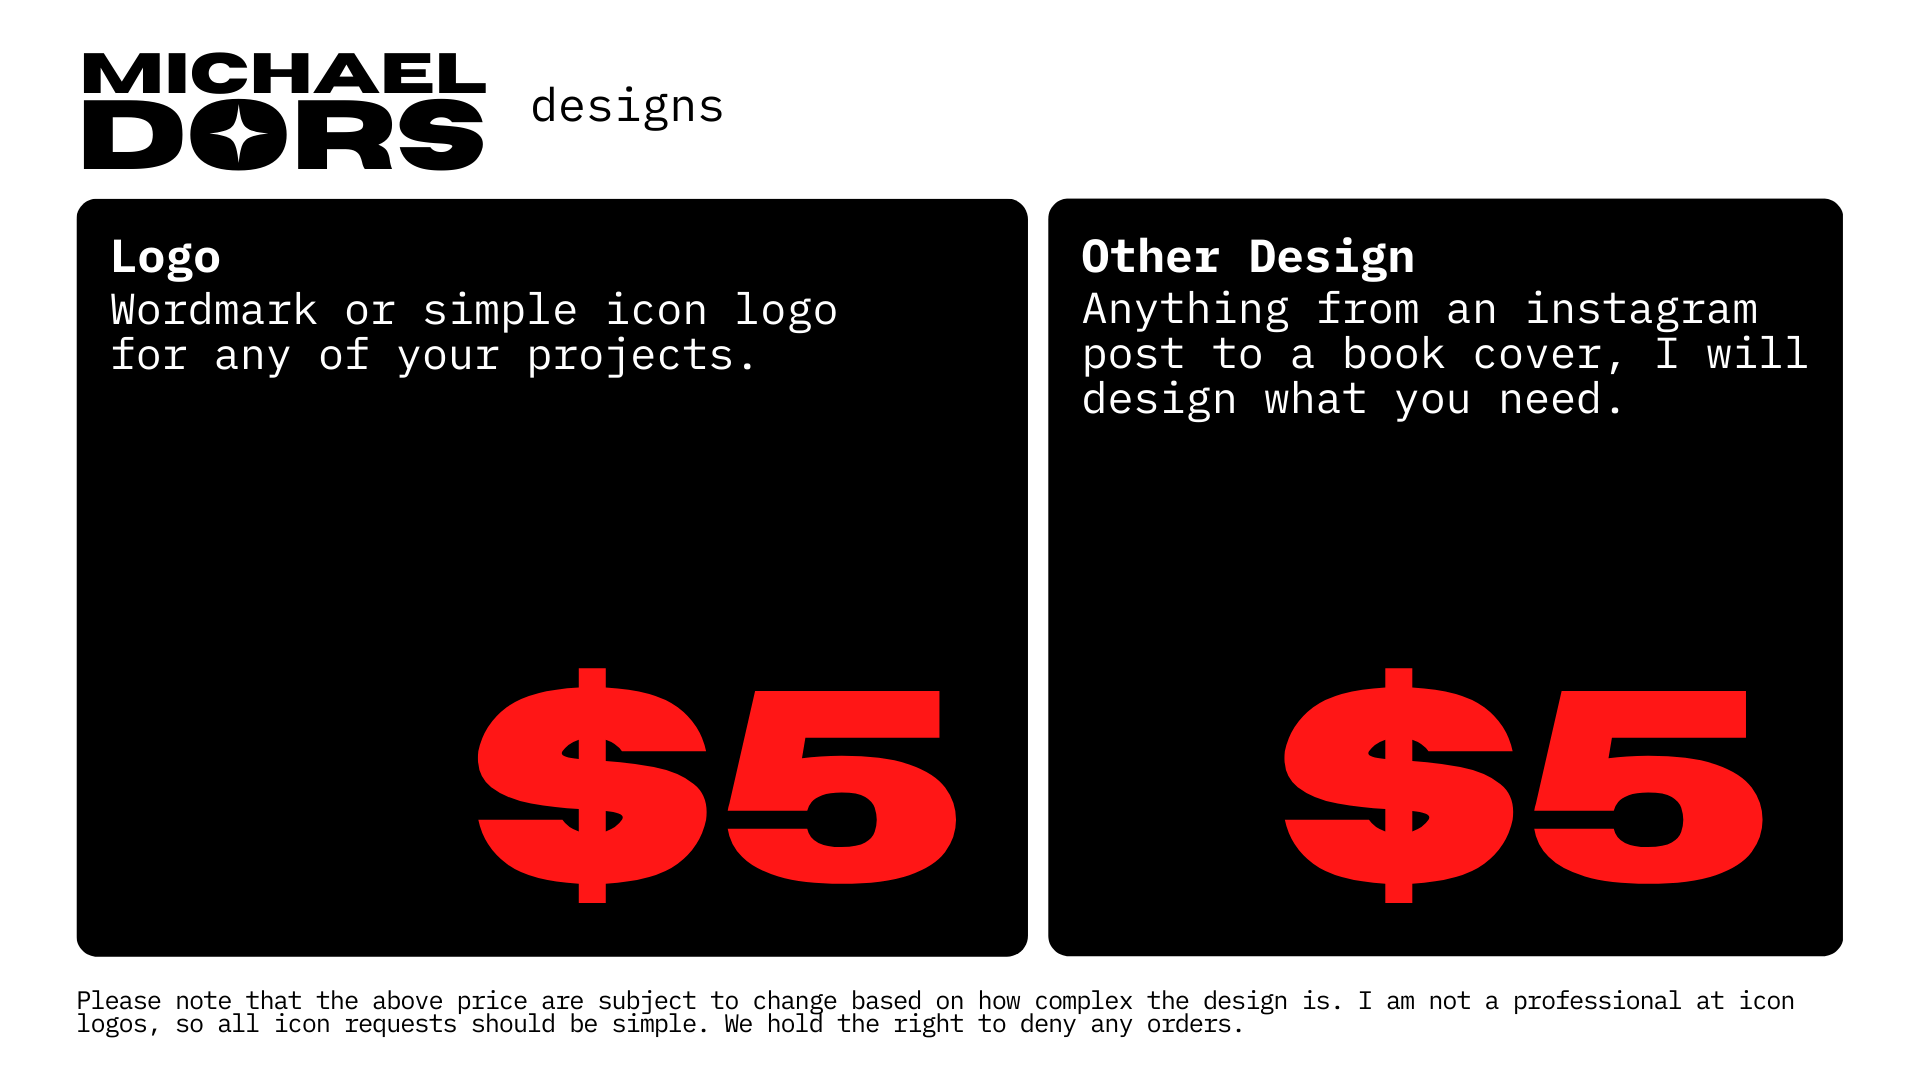 MICHAEL
DORS
designs
Logo
Wordmark or simple icon logo
for any of your projects.
$5
Other Design
Anything from an instagram
post to a book cover, I will
design what you need.
$5
Please note that the above price are subject to change based on how complex the design is. I am not a professional at icon
logos, so all icon requests should be simple. We hold the right to deny any orders.